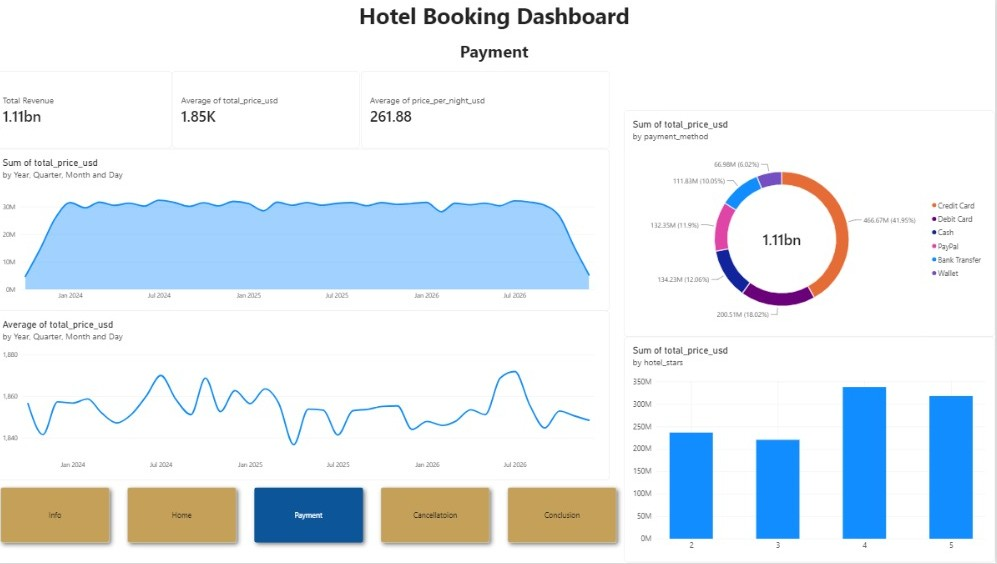 Hotel Booking Dashboard
Payment
Total Revenue
1.11bn
Average of total_price_usd
1.85K
Average of price_per_night_usd
261.88
Sum of total_price_usd
by Year, Quarter, Month and Day
30M
20M
10M
0M
Jan 2024
Jul 2024
Jan 2025
Jul 2025
Jan 2026
Jul 2026
Average of total_price_usd
by Year, Quarter, Month and Day
1,880
1,860
1,840
Jan 2024
Jul 2024
Jan 2025
Jul 2025
Jan 2026
Jul 2026
Info
Home
Payment
Cancellatoion
Conclusion
Sum of total_price_usd
by payment_method
66.98M (6.02%)
111.83M (10.05%)
132.35M (11.9%)
134.23M (12.06%)
200.51M (18.02%)
466.67M (41.95%)
1.11bn
Credit Card
Debit Card
Cash
PayPal
Bank Transfer
Wallet
Sum of total_price_usd
by hotel_stars
350M
300M
250M
200M
150M
100M
50M
0M
2
3
4
5